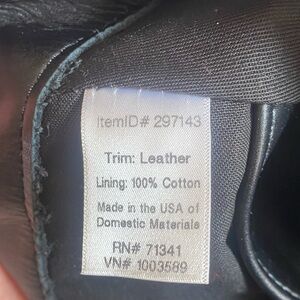 ItemID# 297143
Trim: Leather
Lining: 100% Cotton
Made in the USA of
Domestic Materials
RN# 71341
VN# 1003589